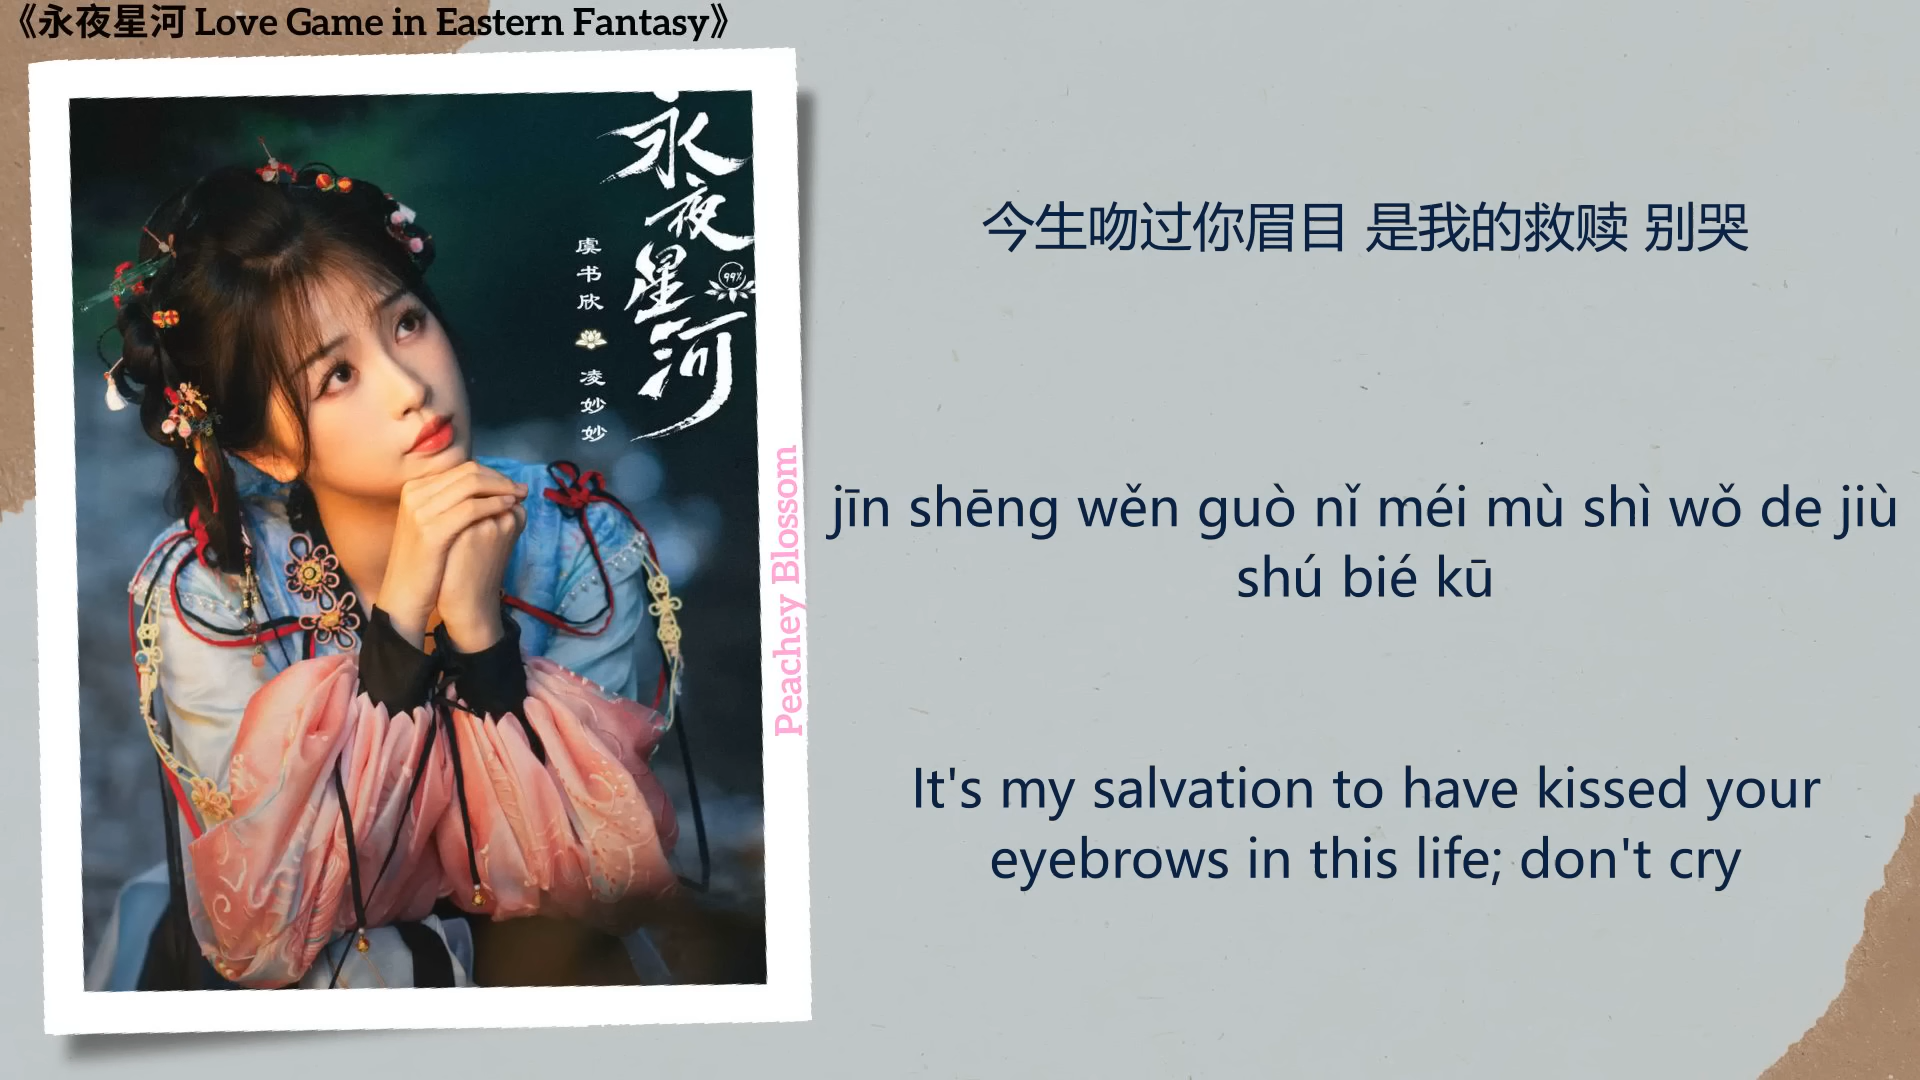 《永夜星河 Love Game in Eastern Fantasy》
永夜星河
99%
虞书欣
凌妙妙
Peachey Blossom
今生吻过你眉目 是我的救赎 别哭
jīn shēng wěn guò nǐ méi mù shì wǒ de jiù
shú bié kū
It's my salvation to have kissed your
eyebrows in this life; don't cry